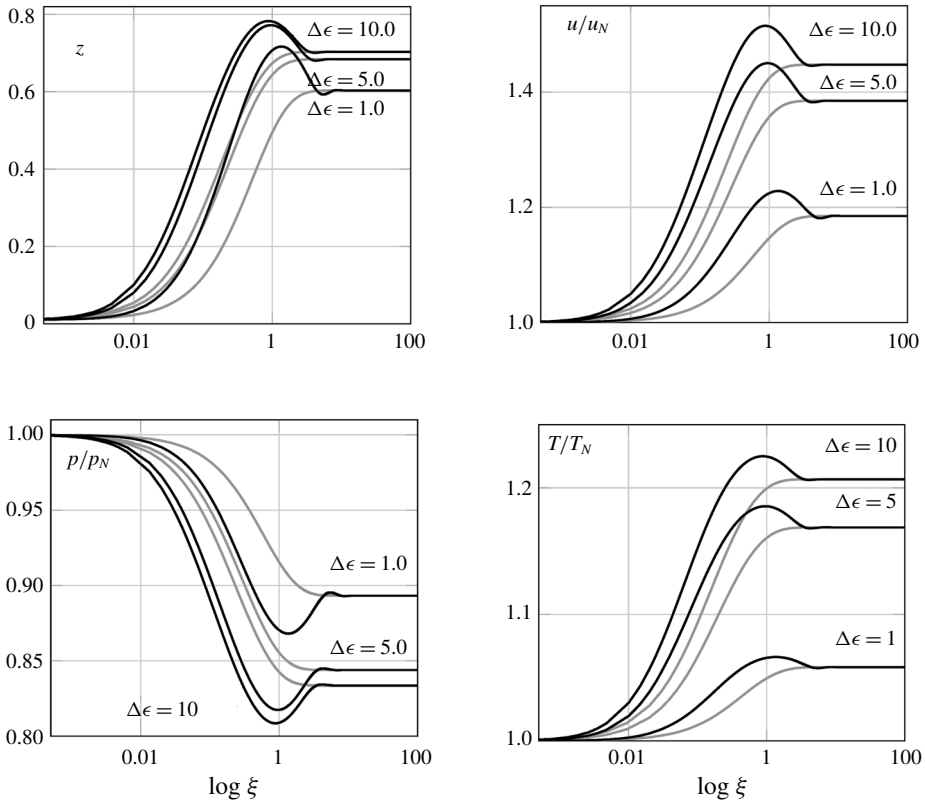 0.8
z
Δϵ = 10.0
0.6
Δϵ = 5.0
Δϵ = 1.0
0.4
0.2
0
0.01
1
100
u/u_N
Δϵ = 10.0
1.4
Δϵ = 5.0
1.2
Δϵ = 1.0
1.0
0.01
1
100
1.00
p/p_N
0.95
0.90
Δϵ = 1.0
0.85
Δϵ = 5.0
Δϵ = 10
0.80
0.01
1
100
log ξ
T/T_N
Δϵ = 10
1.2
Δϵ = 5
1.1
Δϵ = 1
1.0
0.01
1
100
log ξ